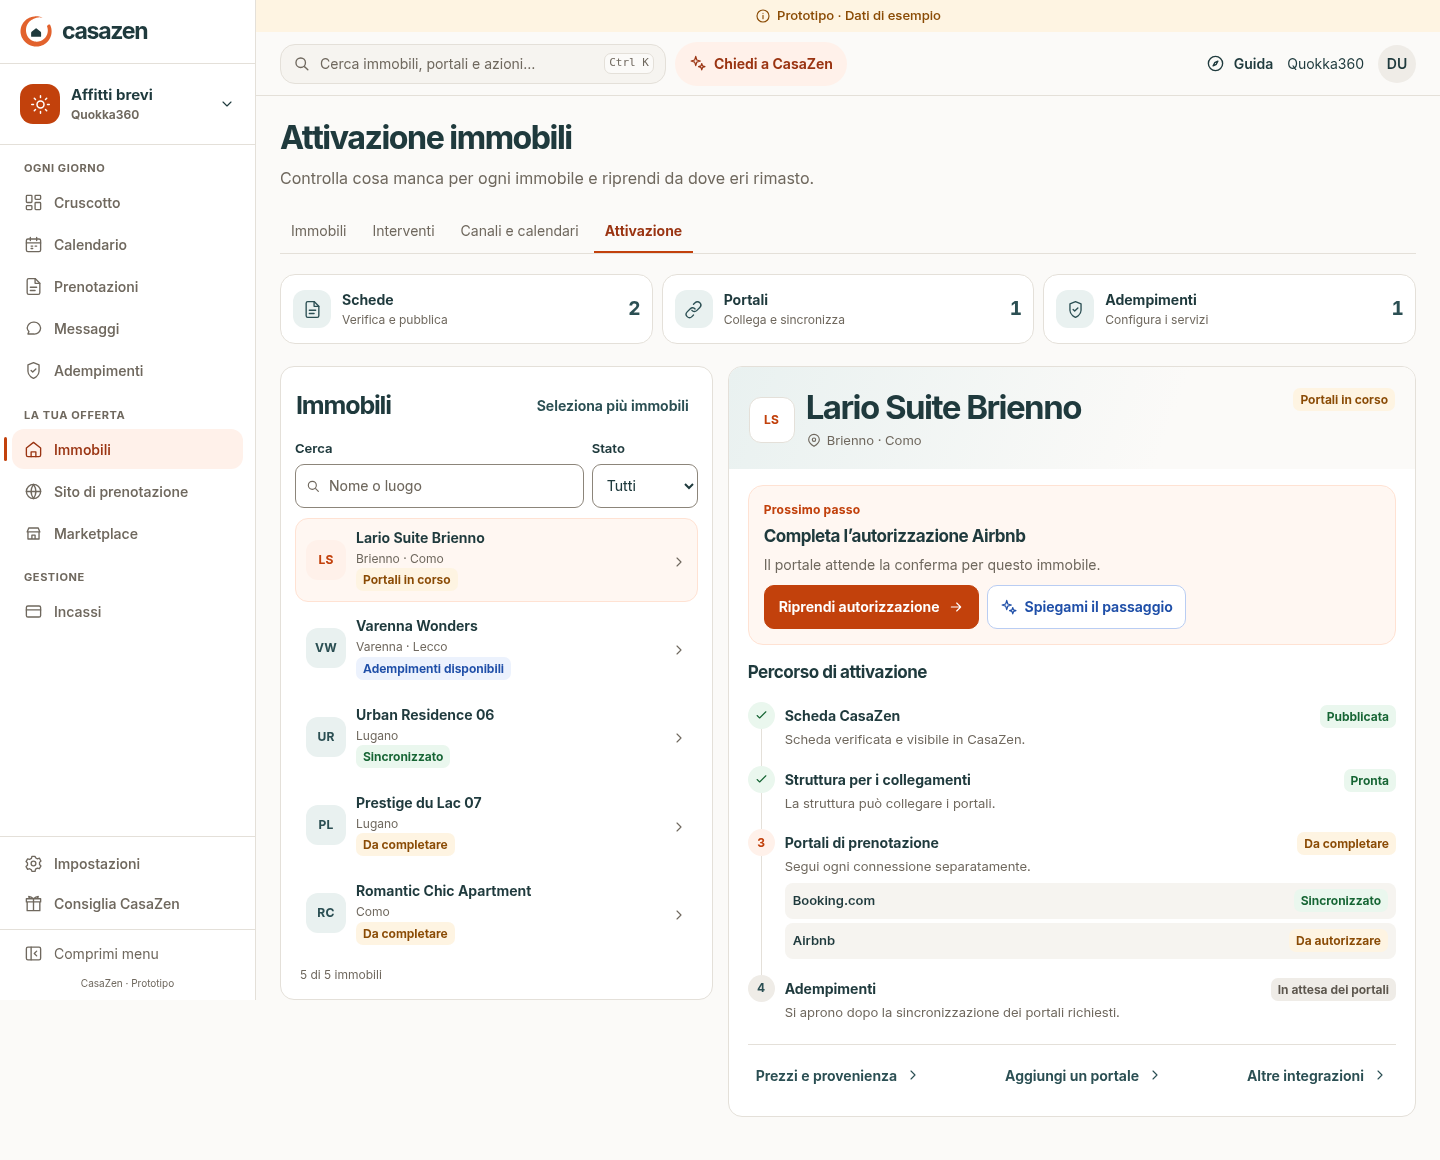 casazen
Affitti brevi
Quokka360
OGNI GIORNO
Cruscotto
Calendario
Prenotazioni
Messaggi
Adempimenti
LA TUA OFFERTA
Immobili
Sito di prenotazione
Marketplace
GESTIONE
Incassi
Impostazioni
Consiglia CasaZen
Comprimi menu
CasaZen · Prototipo
Prototipo · Dati di esempio
Cerca immobili, portali e azioni...
Ctrl K
Chiedi a CasaZen
Guida
Quokka360
DU
Attivazione immobili
Controlla cosa manca per ogni immobile e riprendi da dove eri rimasto.
Immobili
Interventi
Canali e calendari
Attivazione
Schede
Verifica e pubblica
2
Portali
Collega e sincronizza
1
Adempimenti
Configura i servizi
1
Immobili
Seleziona più immobili
Cerca
Stato
Nome o luogo
Tutti
LS
Lario Suite Brienno
Brienno · Como
Portali in corso
VW
Varenna Wonders
Varenna · Lecco
Adempimenti disponibili
UR
Urban Residence 06
Lugano
Sincronizzato
PL
Prestige du Lac 07
Lugano
Da completare
RC
Romantic Chic Apartment
Como
Da completare
5 di 5 immobili
LS
Lario Suite Brienno
Brienno · Como
Portali in corso
Prossimo passo
Completa l’autorizzazione Airbnb
Il portale attende la conferma per questo immobile.
Riprendi autorizzazione
Spiegami il passaggio
Percorso di attivazione
Scheda CasaZen
Pubblicata
Scheda verificata e visibile in CasaZen.
Struttura per i collegamenti
Pronta
La struttura può collegare i portali.
3
Portali di prenotazione
Da completare
Segui ogni connessione separatamente.
Booking.com
Sincronizzato
Airbnb
Da autorizzare
4
Adempimenti
In attesa dei portali
Si aprono dopo la sincronizzazione dei portali richiesti.
Prezzi e provenienza
Aggiungi un portale
Altre integrazioni